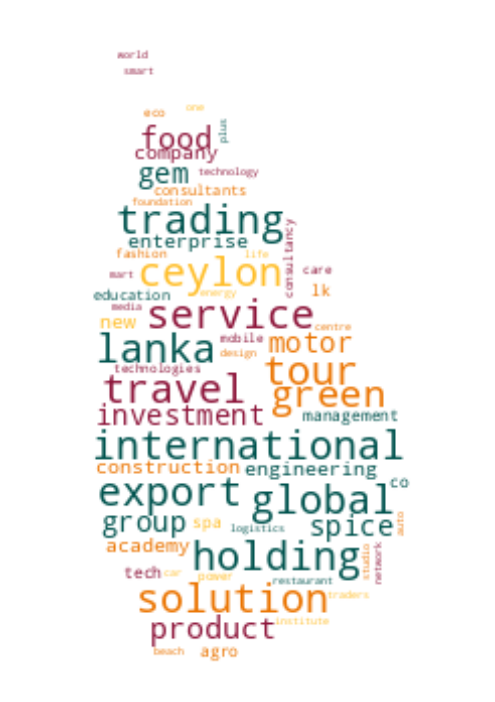 world
smart
one
eco
plus
food
company
gem
technology
consultants
foundation
trading
enterprise
consultancy
fashion
life
ceylon
care
mart
lk
education
energy
media
service
new
centre
lanka
mobile
motor
design
technologies
tour
travel
green
investment
management
international
construction
engineering
export
co
global
group
spa
logistics
spice
auto
academy
holding
studio
network
tech
car
power
restaurant
solution
traders
product
institute
beach
agro